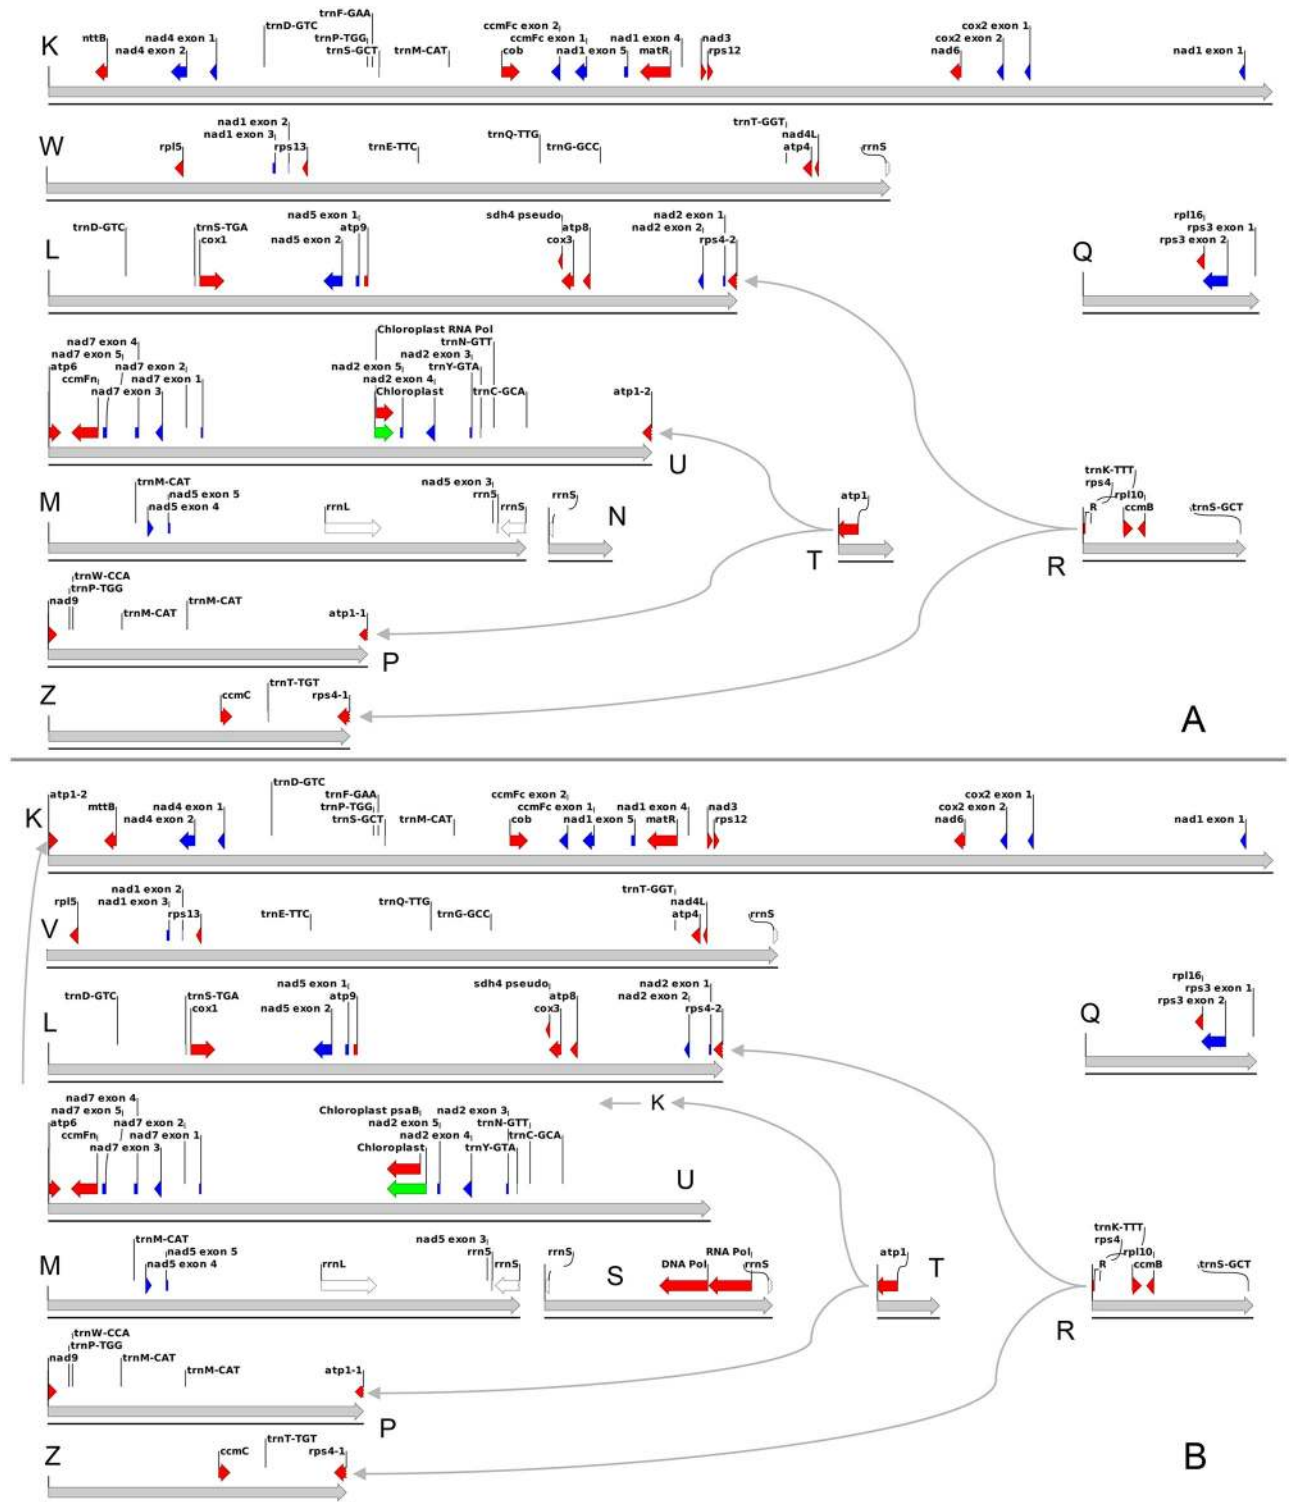 trnF-GAA
trnD-GTC ccmFc exon 2 cox2 exon 1
K nttB nad4 exon 1 trnP-TGG ccmFc exon 1 nad1 exon 4 nad3 cox2 exon 2
nad4 exon 2 trnS-GCT trnM-CAT cob nad1 exon 5 matR rps12 nad6 nad1 exon 1
nad1 exon 2 trnT-GGT
nad1 exon 3 trnQ-TTG nad4L
W rpl5 rps13 trnE-TTC trnG-GCC atp4 rrnS
nad5 exon 1 sdh4 pseudo nad2 exon 1 rpl16
trnD-GTC trnS-TGA atp9 atp8 nad2 exon 2 rps3 exon 1
L cox1 nad5 exon 2 cox3 rps4-2 Q rps3 exon 2
Chloroplast RNA Pol
nad7 exon 4 trnN-GTT
nad7 exon 5 nad2 exon 3
atp6 nad7 exon 2 nad2 exon 5 trnY-GTA
ccmFn nad7 exon 1 nad2 exon 4
nad7 exon 3 Chloroplast trnC-GCA atp1-2
U
trnM-CAT nad5 exon 3 trnK-TTT
M nad5 exon 5 rrn5 rrnS N atp1 rps4 rpl10
nad5 exon 4 rrnL rrnS R ccmB trnS-GCT
T R
trnW-CCA
trnP-TGG
nad9 trnM-CAT
trnM-CAT atp1-1
P
trnT-TGT
Z ccmC rps4-1
A
trnD-GTC
atp1-2 trnF-GAA ccmFc exon 2 cox2 exon 1
K mttB nad4 exon 1 trnP-TGG ccmFc exon 1 nad1 exon 4 nad3 cox2 exon 2
nad4 exon 2 trnS-GCT trnM-CAT cob nad1 exon 5 matR rps12 nad6 nad1 exon 1
nad1 exon 2 trnT-GGT
rpl5 nad1 exon 3 trnQ-TTG nad4L
V rps13 trnE-TTC trnG-GCC atp4 rrnS
nad5 exon 1 sdh4 pseudo nad2 exon 1 rpl16
trnD-GTC trnS-TGA atp9 atp8 nad2 exon 2 rps3 exon 1
L cox1 nad5 exon 2 cox3 rps4-2 Q rps3 exon 2
nad7 exon 4 K
nad7 exon 5 Chloroplast psaB nad2 exon 3
atp6 nad7 exon 2 nad2 exon 5 trnN-GTT
ccmFn nad7 exon 1 nad2 exon 4 trnC-GCA
nad7 exon 3 Chloroplast trnY-GTA
U
trnK-TTT
trnM-CAT nad5 exon 3 rps4
nad5 exon 5 rrn5 rrnS RNA Pol atp1 rpl10
M nad5 exon 4 rrnL rrnS S DNA Pol rrnS T R ccmB trnS-GCT
R
trnW-CCA
trnP-TGG
nad9 trnM-CAT
trnM-CAT atp1-1
P
trnT-TGT
Z ccmC rps4-1
B